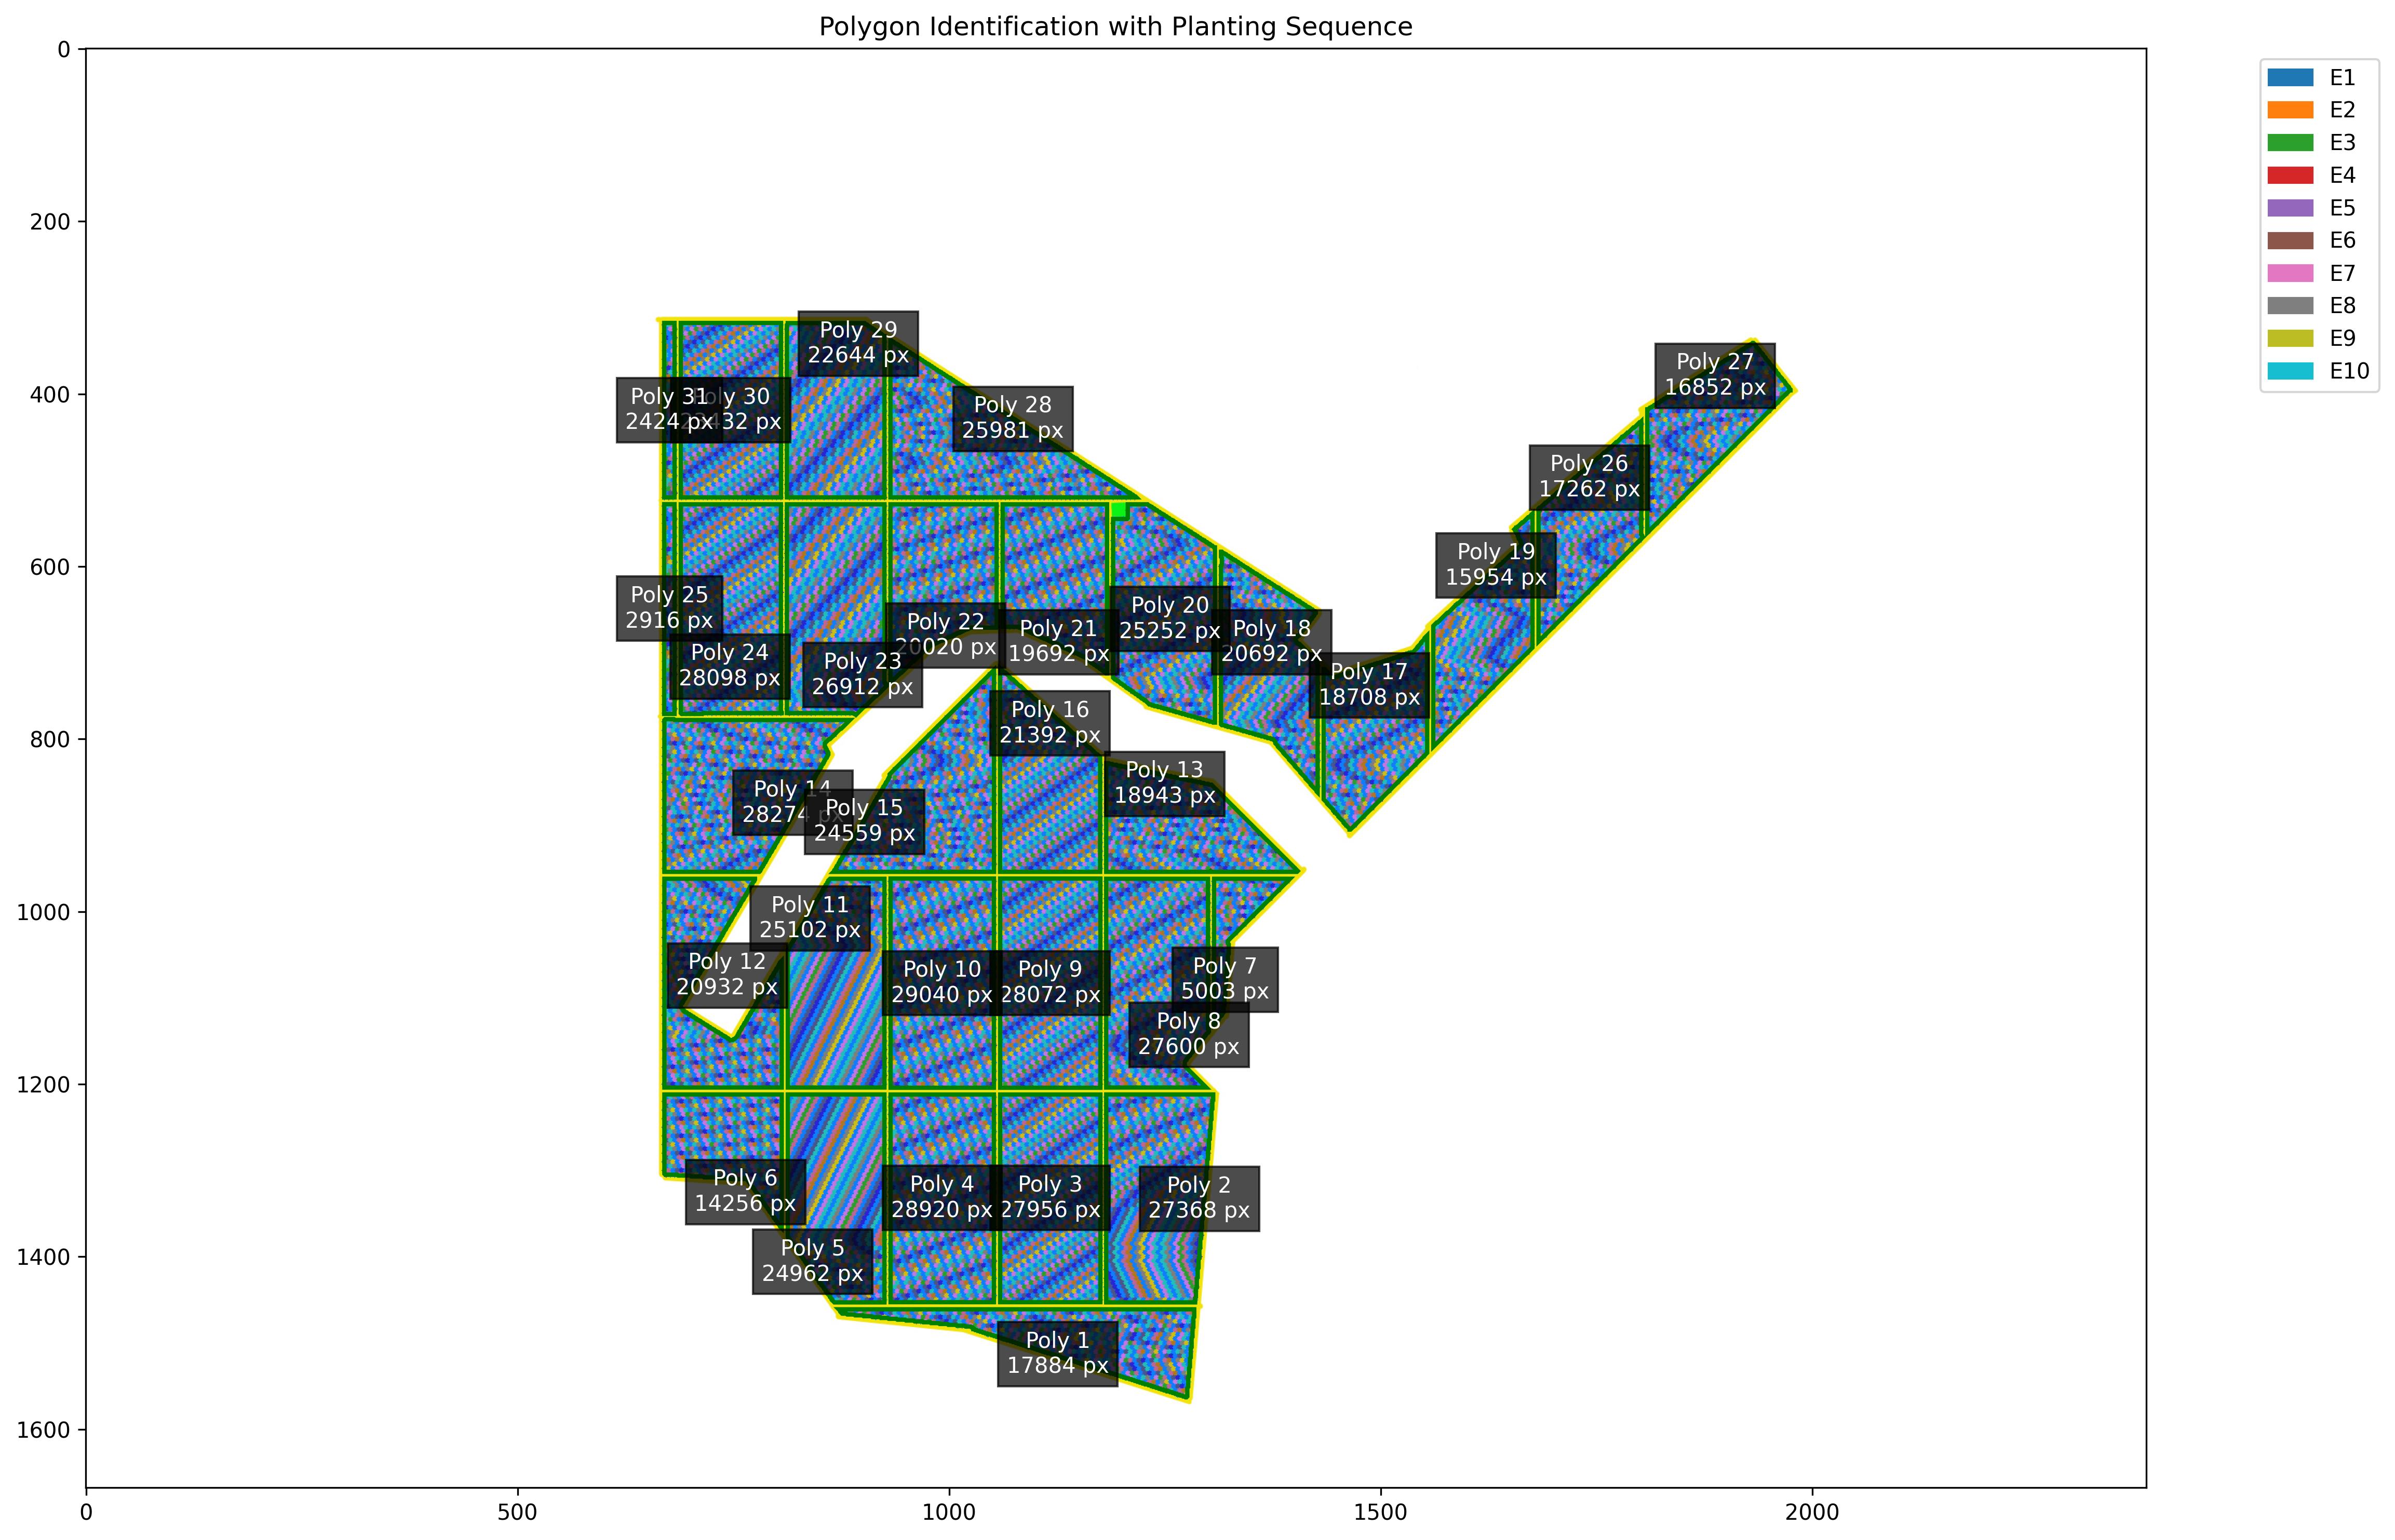 Polygon Identification with Planting Sequence
0
200
400
600
800
1000
1200
1400
1600
0
500
1000
1500
2000
E1
E2
E3
E4
E5
E6
E7
E8
E9
E10
Poly 29
22644 px
Poly 27
16852 px
Poly 31
2424 px
Poly 30
px
Poly 28
25981 px
Poly 26
17262 px
Poly 19
15954 px
Poly 25
2916 px
Poly 20
25252 px
Poly 22
20020 px
Poly 21
19692 px
Poly 18
20692 px
Poly 24
28098 px
Poly 23
26912 px
Poly 17
18708 px
Poly 16
21392 px
Poly 13
18943 px
Poly 14
28274 px
Poly 15
24559 px
Poly 11
25102 px
Poly 12
20932 px
Poly 10
29040 px
Poly 9
28072 px
Poly 7
5003 px
Poly 8
27600 px
Poly 6
14256 px
Poly 4
28920 px
Poly 3
27956 px
Poly 2
27368 px
Poly 5
24962 px
Poly 1
17884 px